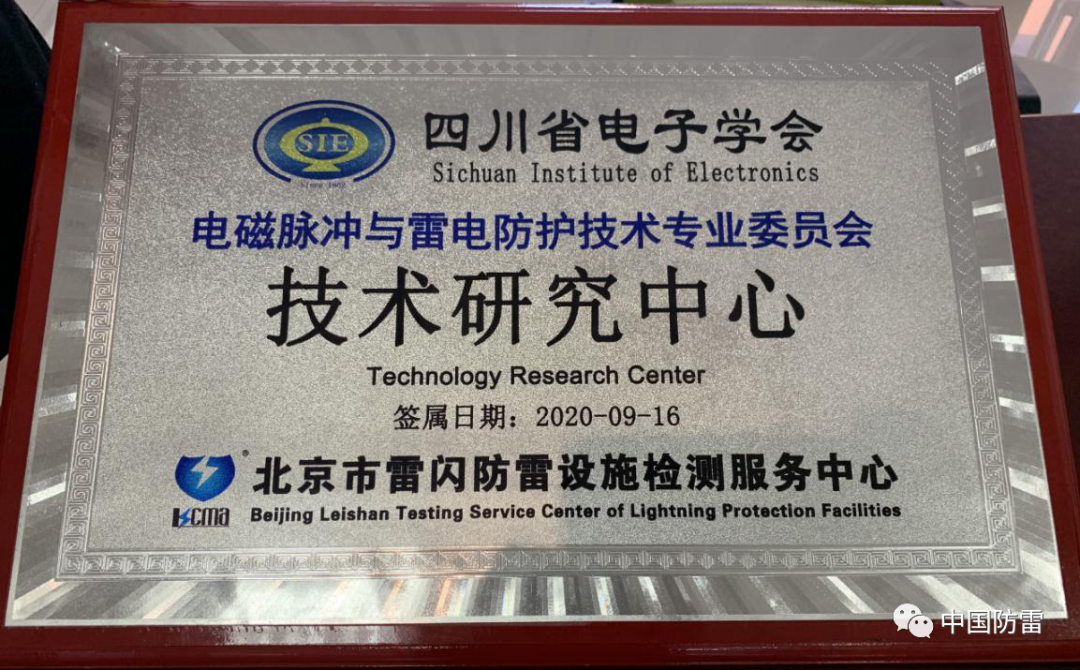 SIE
Since 1962
四川省电子学会
Sichuan Institute of Electronics
电磁脉冲与雷电防护技术专业委员会
技术研究中心
Technology Research Center
签属日期：2020-09-16
北京市雷闪防雷设施检测服务中心
lscma
Beijing Leishan Testing Service Center of Lightning Protection Facilities
中国防雷